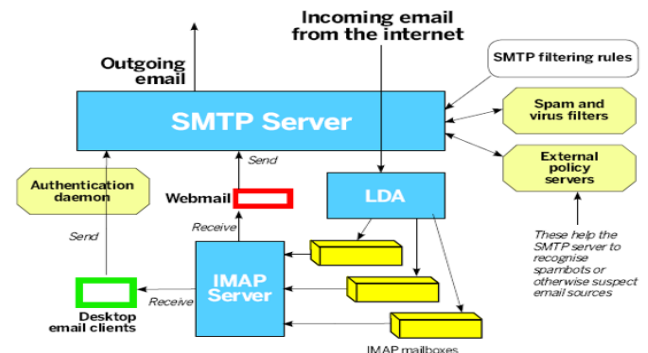 Incoming email
from the internet
Outgoing
email
SMTP filtering rules
SMTP Server
Spam and
virus filters
External
policy
servers
Send
Authentication
daemon
Webmail
LDA
Receive
Send
These help the
SMTP server to
recognise
spambots or
otherwise suspect
email sources
IMAP
Server
Receive
Desktop
email clients
IMAP mailboxes